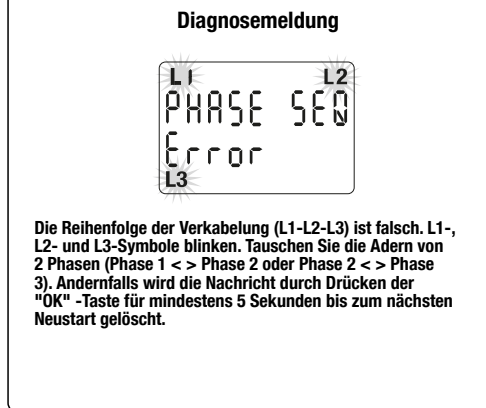 Diagnosemeldung
L1 L2
PHASE SEQ
Error
L3
Die Reihenfolge der Verkabelung (L1-L2-L3) ist falsch. L1-,
L2- und L3-Symbole blinken. Tauschen Sie die Adern von
2 Phasen (Phase 1 < > Phase 2 oder Phase 2 < > Phase
3). Andernfalls wird die Nachricht durch Drücken der
"OK" -Taste für mindestens 5 Sekunden bis zum nächsten
Neustart gelöscht.